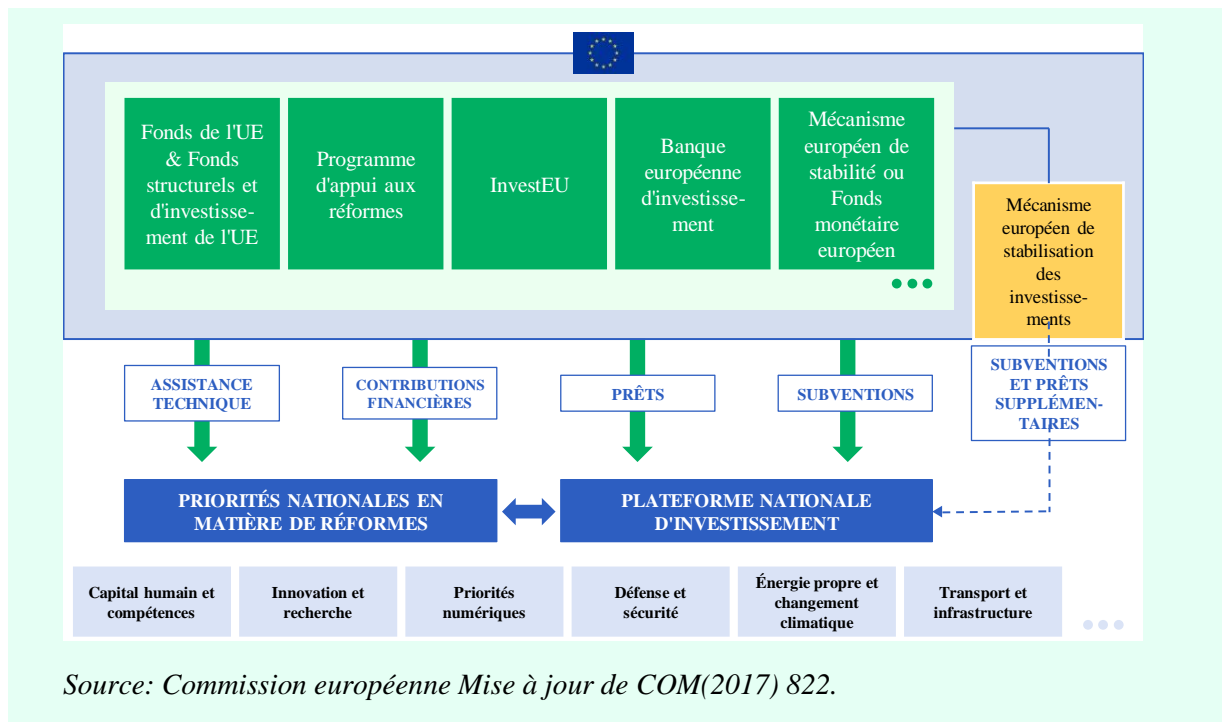 Fonds de l'UE
& Fonds
structurels et
d'investisse-
ment de l'UE
Programme
d'appui aux
réformes
InvestEU
Banque
européenne
d'investisse-
ment
Mécanisme
européen de
stabilité ou
Fonds
monétaire
européen
Mécanisme
européen de
stabilisation
des
investisse-
ments
ASSISTANCE
TECHNIQUE
CONTRIBUTIONS
FINANCIÈRES
PRÊTS
SUBVENTIONS
SUBVENTIONS
ET PRÊTS
SUPPLÉMEN-
TAIRES
PRIORITÉS NATIONALES EN
MATIÈRE DE RÉFORMES
PLATEFORME NATIONALE
D'INVESTISSEMENT
Capital humain et
compétences
Innovation et
recherche
Priorités
numériques
Défense et
sécurité
Énergie propre et
changement
climatique
Transport et
infrastructure
Source: Commission européenne Mise à jour de COM(2017) 822.